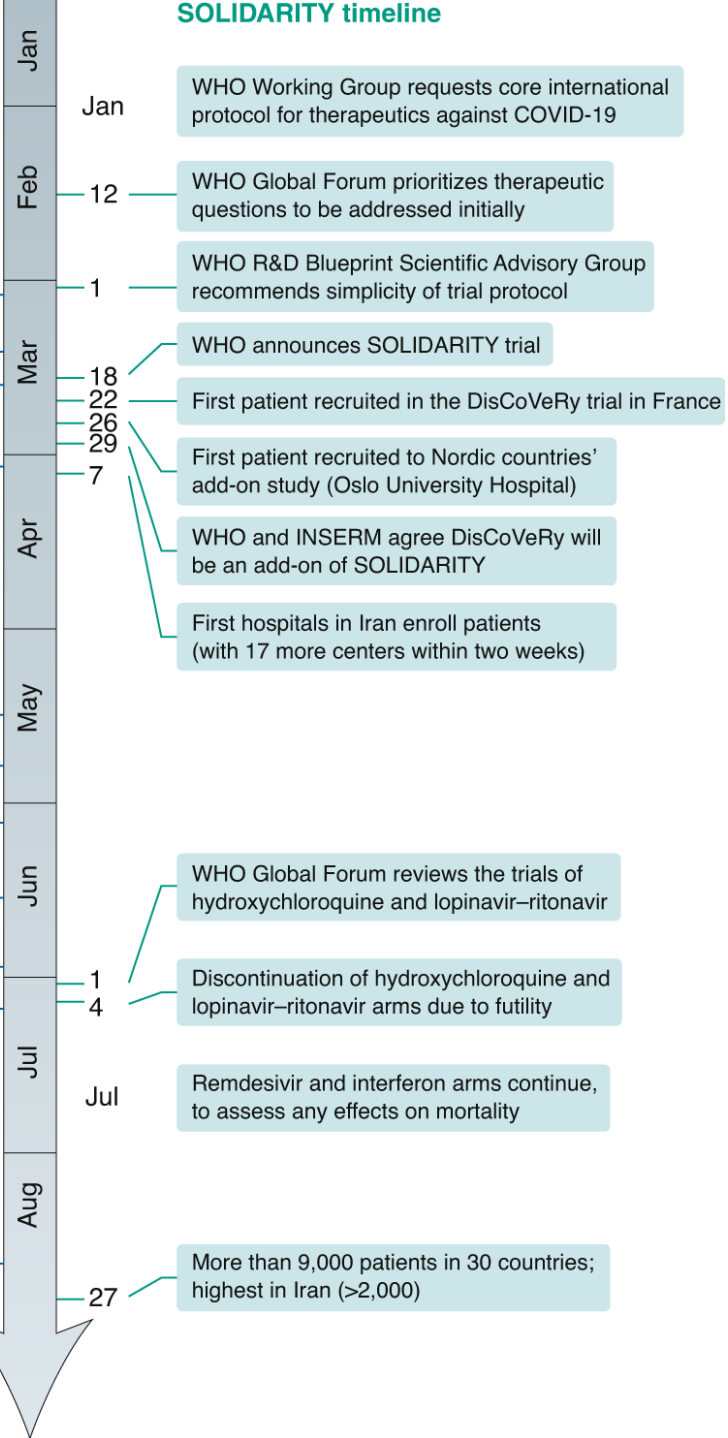 SOLIDARITY timeline
Jan
Jan
WHO Working Group requests core international
protocol for therapeutics against COVID-19
Feb
12
WHO Global Forum prioritizes therapeutic
questions to be addressed initially
1
WHO R&D Blueprint Scientific Advisory Group
recommends simplicity of trial protocol
Mar
18
WHO announces SOLIDARITY trial
22
First patient recruited in the DisCoVeRy trial in France
26
First patient recruited to Nordic countries’
add-on study (Oslo University Hospital)
29
WHO and INSERM agree DisCoVeRy will
be an add-on of SOLIDARITY
7
First hospitals in Iran enroll patients
(with 17 more centers within two weeks)
Apr
May
Jun
WHO Global Forum reviews the trials of
hydroxychloroquine and lopinavir–ritonavir
1
Discontinuation of hydroxychloroquine and
lopinavir–ritonavir arms due to futility
4
Jul
Jul
Remdesivir and interferon arms continue,
to assess any effects on mortality
Aug
27
More than 9,000 patients in 30 countries;
highest in Iran (>2,000)